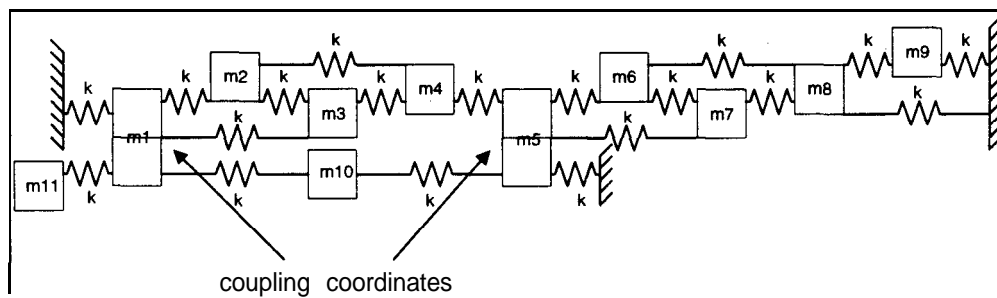 k k k
m9
m2 m6
k k k k k k k k
m4 m8
m3 m7
k k k
m1 m5
m10
m11
k k k k
coupling coordinates